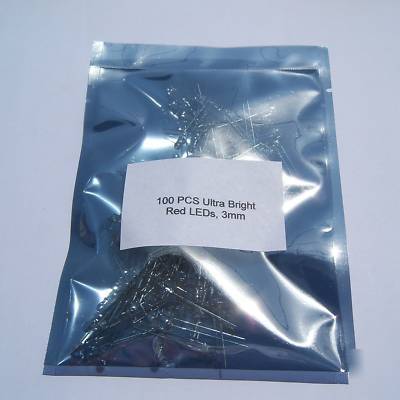 100 PCS Ultra Bright
Red LEDs, 3mm